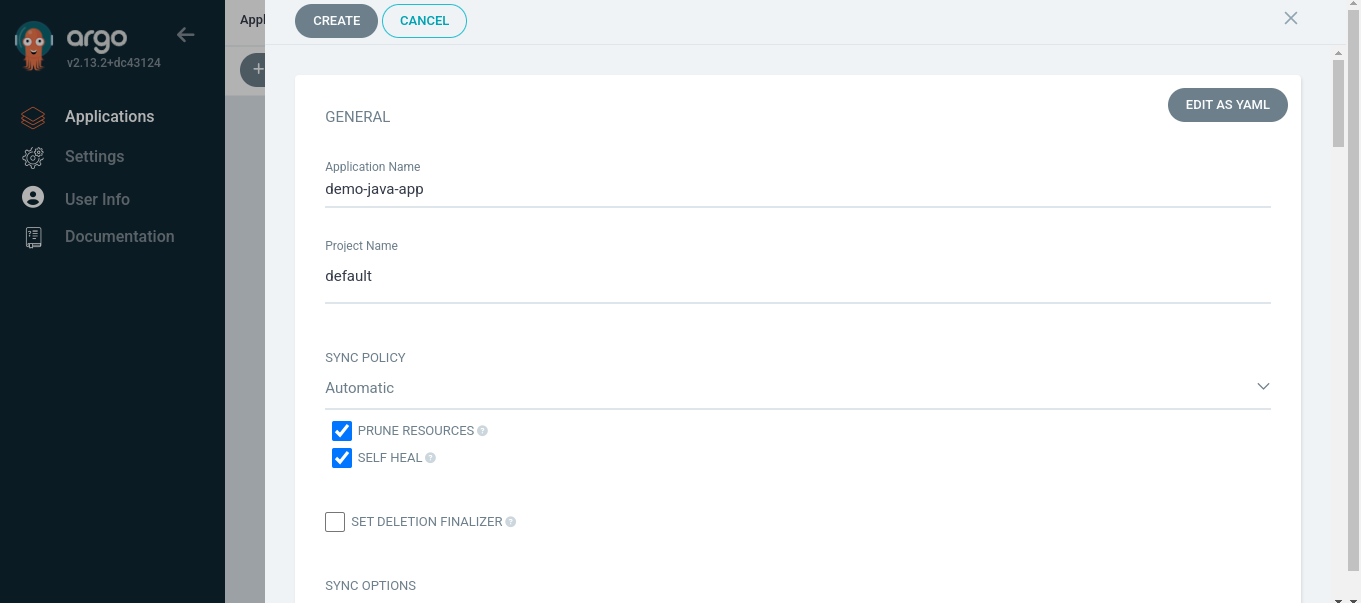 argo
v2.13.2+dc43124
Applications
Settings
User Info
Documentation
Appl
+
CREATE
CANCEL
EDIT AS YAML
GENERAL
Application Name
demo-java-app
Project Name
default
SYNC POLICY
Automatic
PRUNE RESOURCES ?
SELF HEAL ?
SET DELETION FINALIZER ?
SYNC OPTIONS